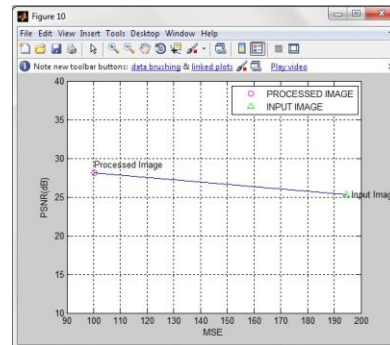 Figure 10
File Edit View Insert Tools Desktop Window Help
Note new toolbar buttons: data brushing & linked plots Play video
40
35
30
25
20
15
10
PSNR(dB)
PROCESSED IMAGE
INPUT IMAGE
Processed Image
Input Imag
90 100 110 120 130 140 150 160 170 180 190 200
MSE